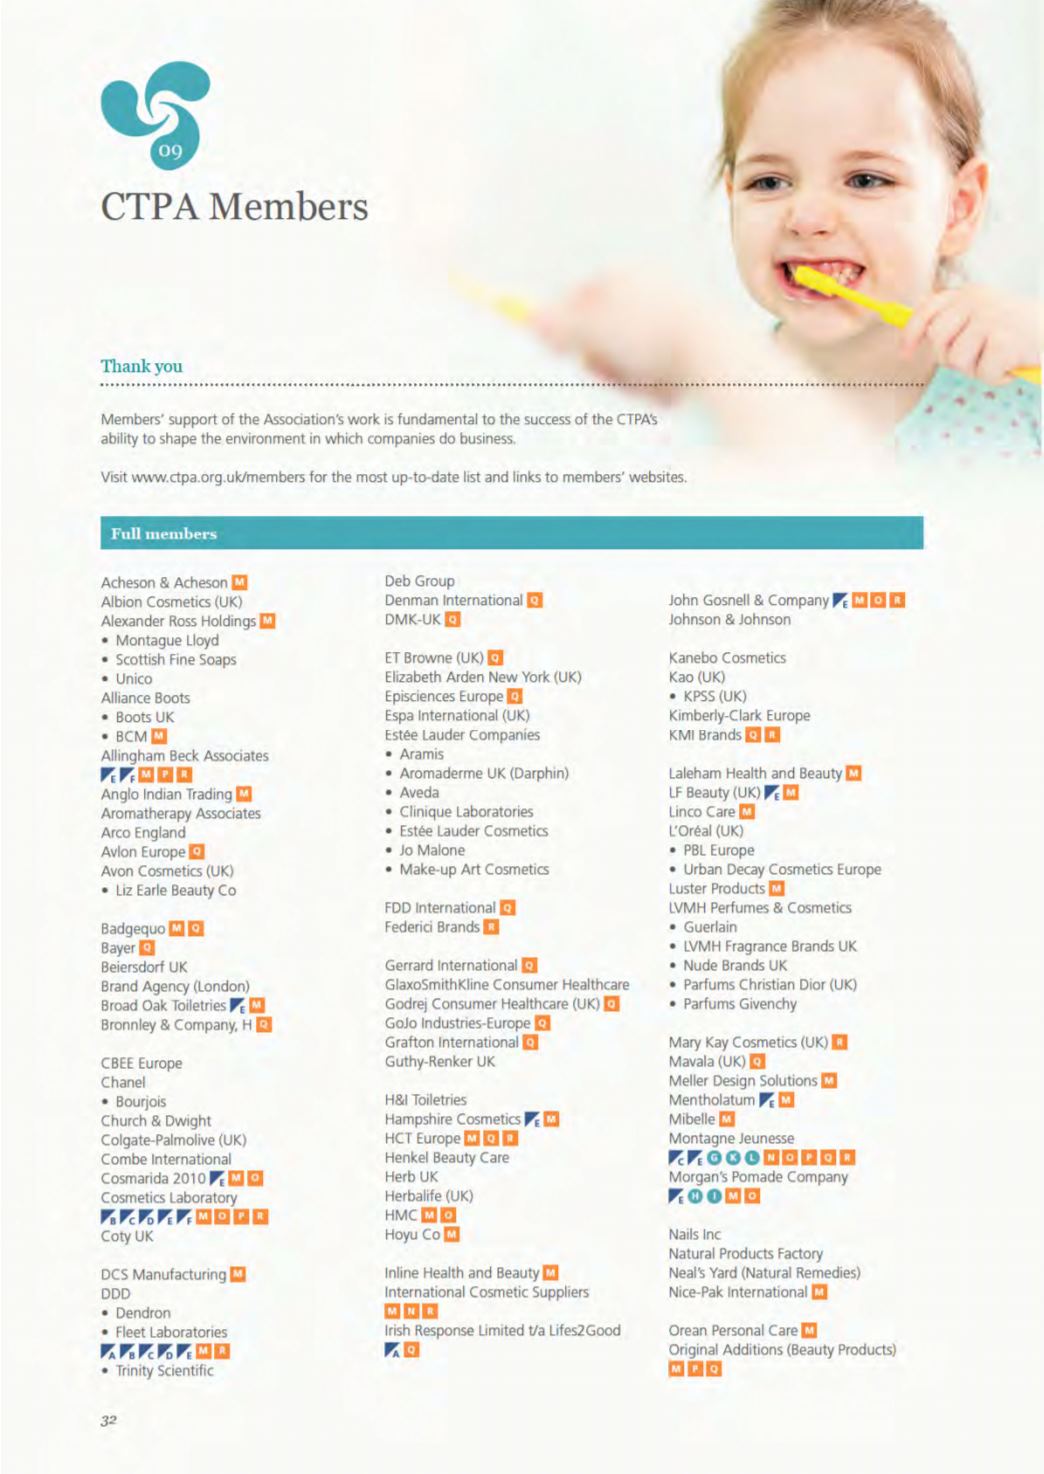 09
CTPA Members
Thank you
Members' support of the Association's work is fundamental to the success of the CTPA's
ability to shape the environment in which companies do business.
Visit www.ctpa.org.uk/members for the most up-to-date list and links to members' websites.
Full members
Acheson & Acheson M
Albion Cosmetics (UK)
Alexander Ross Holdings M
• Montague Lloyd
• Scottish Fine Soaps
• Unico
Alliance Boots
• Boots UK
• BCM M
Allingham Beck Associates
E F M P R
Anglo Indian Trading M
Aromatherapy Associates
Arco England
Avlon Europe Q
Avon Cosmetics (UK)
• Liz Earle Beauty Co
Badgequo M Q
Bayer Q
Beiersdorf UK
Brand Agency (London)
Broad Oak Toiletries E M
Bronnley & Company, H Q
CBEE Europe
Chanel
• Bourjois
Church & Dwight
Colgate-Palmolive (UK)
Combe International
Cosmarida 2010 E M O
Cosmetics Laboratory
B C D E F M O P R
Coty UK
DCS Manufacturing M
DDD
• Dendron
• Fleet Laboratories
A B C D E M R
• Trinity Scientific
Deb Group
Denman International Q
DMK-UK Q
ET Browne (UK) Q
Elizabeth Arden New York (UK)
Episciences Europe Q
Espa International (UK)
Estée Lauder Companies
• Aramis
• Aromaderme UK (Darphin)
• Aveda
• Clinique Laboratories
• Estée Lauder Cosmetics
• Jo Malone
• Make-up Art Cosmetics
FDD International Q
Federici Brands R
Gerrard International Q
GlaxoSmithKline Consumer Healthcare
Godrej Consumer Healthcare (UK) Q
GoJo Industries-Europe Q
Grafton International Q
Guthy-Renker UK
H&I Toiletries
Hampshire Cosmetics E M
HCT Europe M Q R
Henkel Beauty Care
Herb UK
Herbalife (UK)
HMC M O
Hoyu Co M
Inline Health and Beauty M
International Cosmetic Suppliers
M N R
Irish Response Limited t/a Lifes2Good
A Q
John Gosnell & Company E M O R
Johnson & Johnson
Kanebo Cosmetics
Kao (UK)
• KPSS (UK)
Kimberly-Clark Europe
KMI Brands Q R
Laleham Health and Beauty M
LF Beauty (UK) E M
Linco Care M
L'Oréal (UK)
• PBL Europe
• Urban Decay Cosmetics Europe
Luster Products M
LVMH Perfumes & Cosmetics
• Guerlain
• LVMH Fragrance Brands UK
• Nude Brands UK
• Parfums Christian Dior (UK)
• Parfums Givenchy
Mary Kay Cosmetics (UK) R
Mavala (UK) Q
Meller Design Solutions M
Mentholatum E M
Mibelle M
Montagne Jeunesse
C E G K L N O P Q R
Morgan's Pomade Company
E H I M O
Nails Inc
Natural Products Factory
Neal's Yard (Natural Remedies)
Nice-Pak International M
Orean Personal Care M
Original Additions (Beauty Products)
M P Q
32